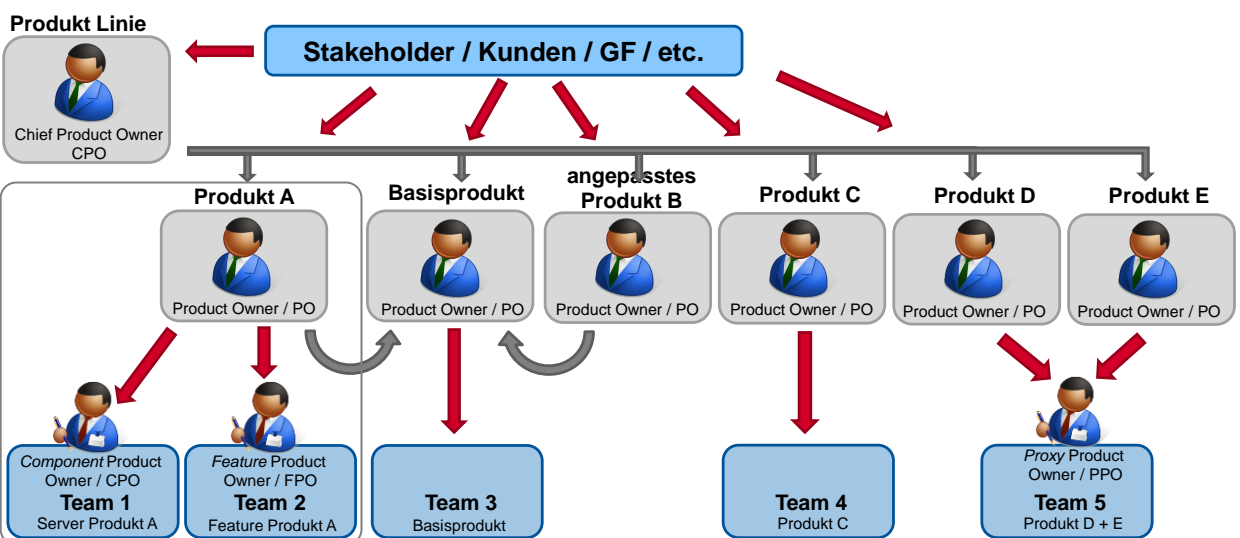 Produkt Linie
Stakeholder / Kunden / GF / etc.
Chief Product Owner
CPO
Produkt A
Basisprodukt
angepasstes
Produkt B
Produkt C
Produkt D
Produkt E
Product Owner / PO
Product Owner / PO
Product Owner / PO
Product Owner / PO
Product Owner / PO
Product Owner / PO
Component Product
Owner / CPO
Team 1
Server Produkt A
Feature Product
Owner / FPO
Team 2
Feature Produkt A
Team 3
Basisprodukt
Team 4
Produkt C
Proxy Product
Owner / PPO
Team 5
Produkt D + E